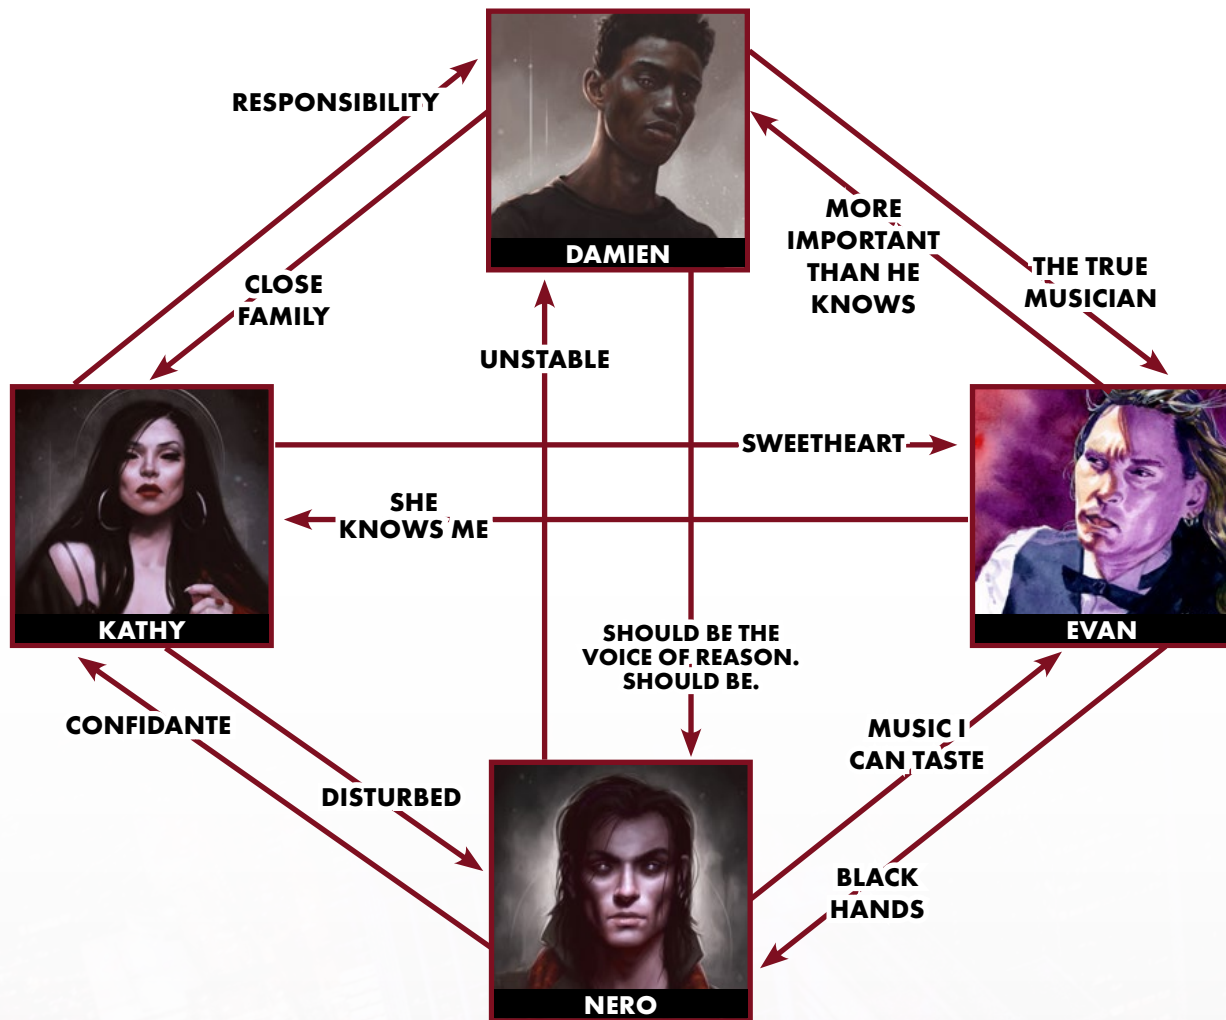 RESPONSIBILITY
DAMIEN
MORE
IMPORTANT
THAN HE
KNOWS
THE TRUE
MUSICIAN
CLOSE
FAMILY
UNSTABLE
SWEETHEART
SHE
KNOWS ME
KATHY
EVAN
SHOULD BE THE
VOICE OF REASON.
SHOULD BE.
CONFIDANTE
DISTURBED
MUSIC I
CAN TASTE
BLACK
HANDS
NERO